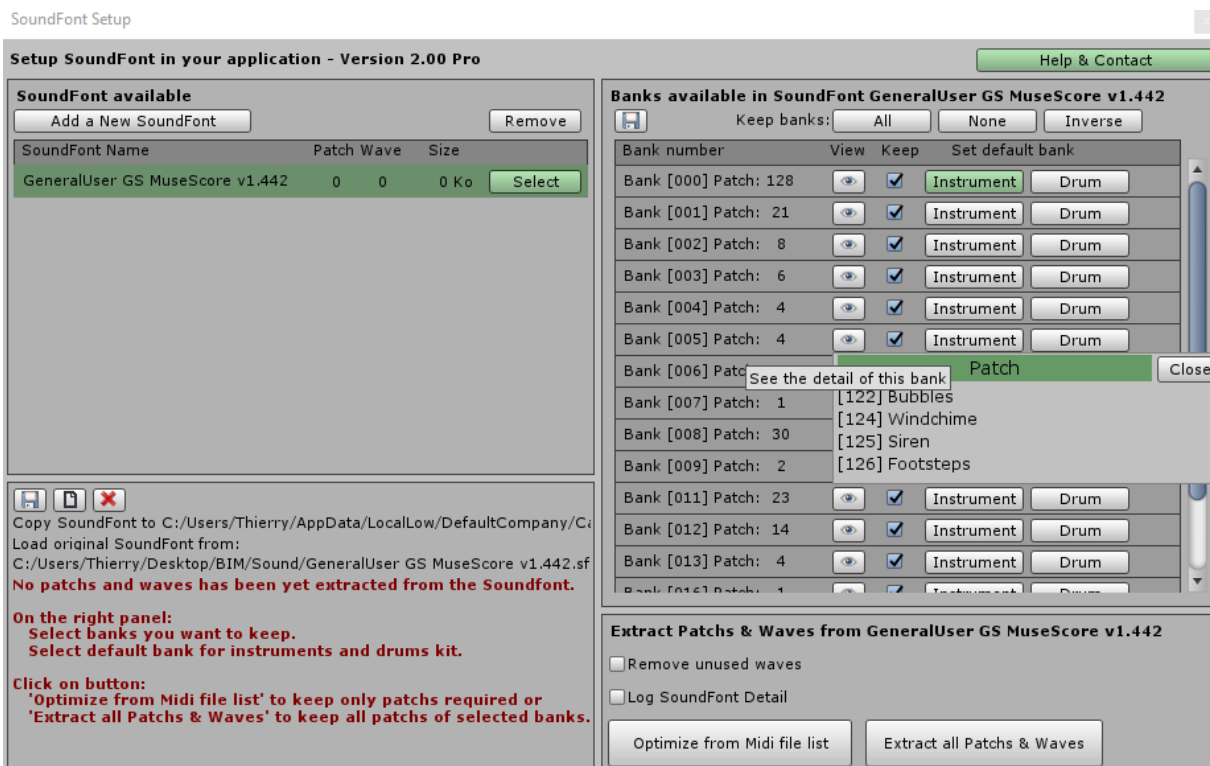 SoundFont Setup
Setup SoundFont in your application - Version 2.00 Pro
Help & Contact
SoundFont available
Add a New SoundFont
Remove
SoundFont Name Patch Wave Size
GeneralUser GS MuseScore v1.442 0 0 0 Ko Select
Copy SoundFont to C:/Users/Thierry/AppData/LocalLow/DefaultCompany/Ca
Load original SoundFont from:
C:/Users/Thierry/Desktop/BIM/Sound/GeneralUser GS MuseScore v1.442.sf
No patchs and waves has been yet extracted from the Soundfont.
On the right panel:
Select banks you want to keep.
Select default bank for instruments and drums kit.
Click on button:
'Optimize from Midi file list' to keep only patchs required or
'Extract all Patchs & Waves' to keep all patchs of selected banks.
Banks available in SoundFont GeneralUser GS MuseScore v1.442
Keep banks: All None Inverse
Bank number View Keep Set default bank
Bank [000] Patch: 128 Instrument Drum
Bank [001] Patch: 21 Instrument Drum
Bank [002] Patch: 8 Instrument Drum
Bank [003] Patch: 6 Instrument Drum
Bank [004] Patch: 4 Instrument Drum
Bank [005] Patch: 4 Instrument Drum
Bank [006] Patc
See the detail of this bank
Patch
Close
[122] Bubbles
[124] Windchime
[125] Siren
[126] Footsteps
Bank [007] Patch: 1
Bank [008] Patch: 30
Bank [009] Patch: 2
Bank [011] Patch: 23 Instrument Drum
Bank [012] Patch: 14 Instrument Drum
Bank [013] Patch: 4 Instrument Drum
Bank [016] Patch: 1 Instrument Drum
Extract Patchs & Waves from GeneralUser GS MuseScore v1.442
Remove unused waves
Log SoundFont Detail
Optimize from Midi file list
Extract all Patchs & Waves